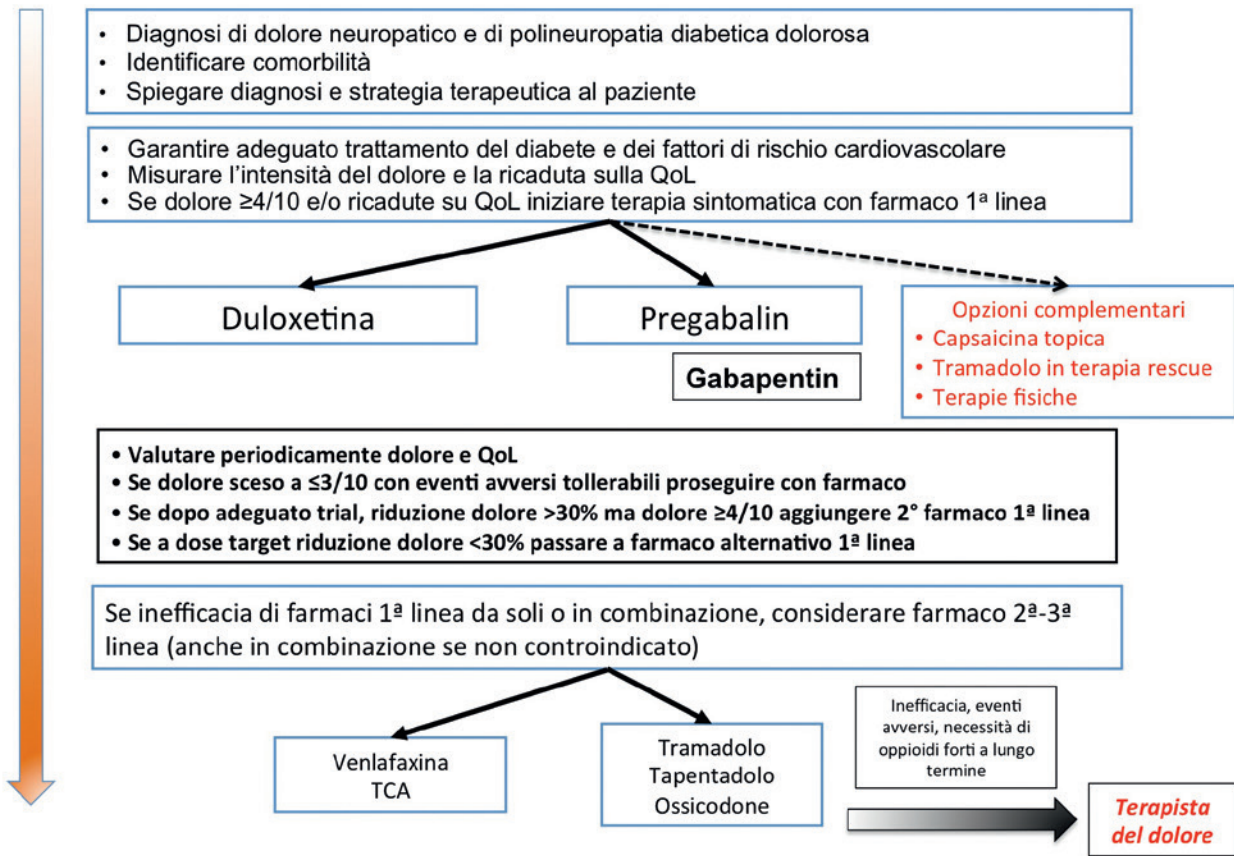 • Diagnosi di dolore neuropatico e di polineuropatia diabetica dolorosa
• Identificare comorbilità
• Spiegare diagnosi e strategia terapeutica al paziente
• Garantire adeguato trattamento del diabete e dei fattori di rischio cardiovascolare
• Misurare l'intensità del dolore e la ricaduta sulla QoL
• Se dolore ≥4/10 e/o ricadute su QoL iniziare terapia sintomatica con farmaco 1ª linea
Duloxetina
Pregabalin
Gabapentin
Opzioni complementari
• Capsaicina topica
• Tramadolo in terapia rescue
• Terapie fisiche
• Valutare periodicamente dolore e QoL
• Se dolore sceso a ≤3/10 con eventi avversi tollerabili proseguire con farmaco
• Se dopo adeguato trial, riduzione dolore >30% ma dolore ≥4/10 aggiungere 2° farmaco 1ª linea
• Se a dose target riduzione dolore <30% passare a farmaco alternativo 1ª linea
Se inefficacia di farmaci 1ª linea da soli o in combinazione, considerare farmaco 2ª-3ª
linea (anche in combinazione se non controindicato)
Venlafaxina
TCA
Tramadolo
Tapentadolo
Ossicodone
Inefficacia, eventi
avversi, necessità di
oppioidi forti a lungo
termine
Terapista
del dolore